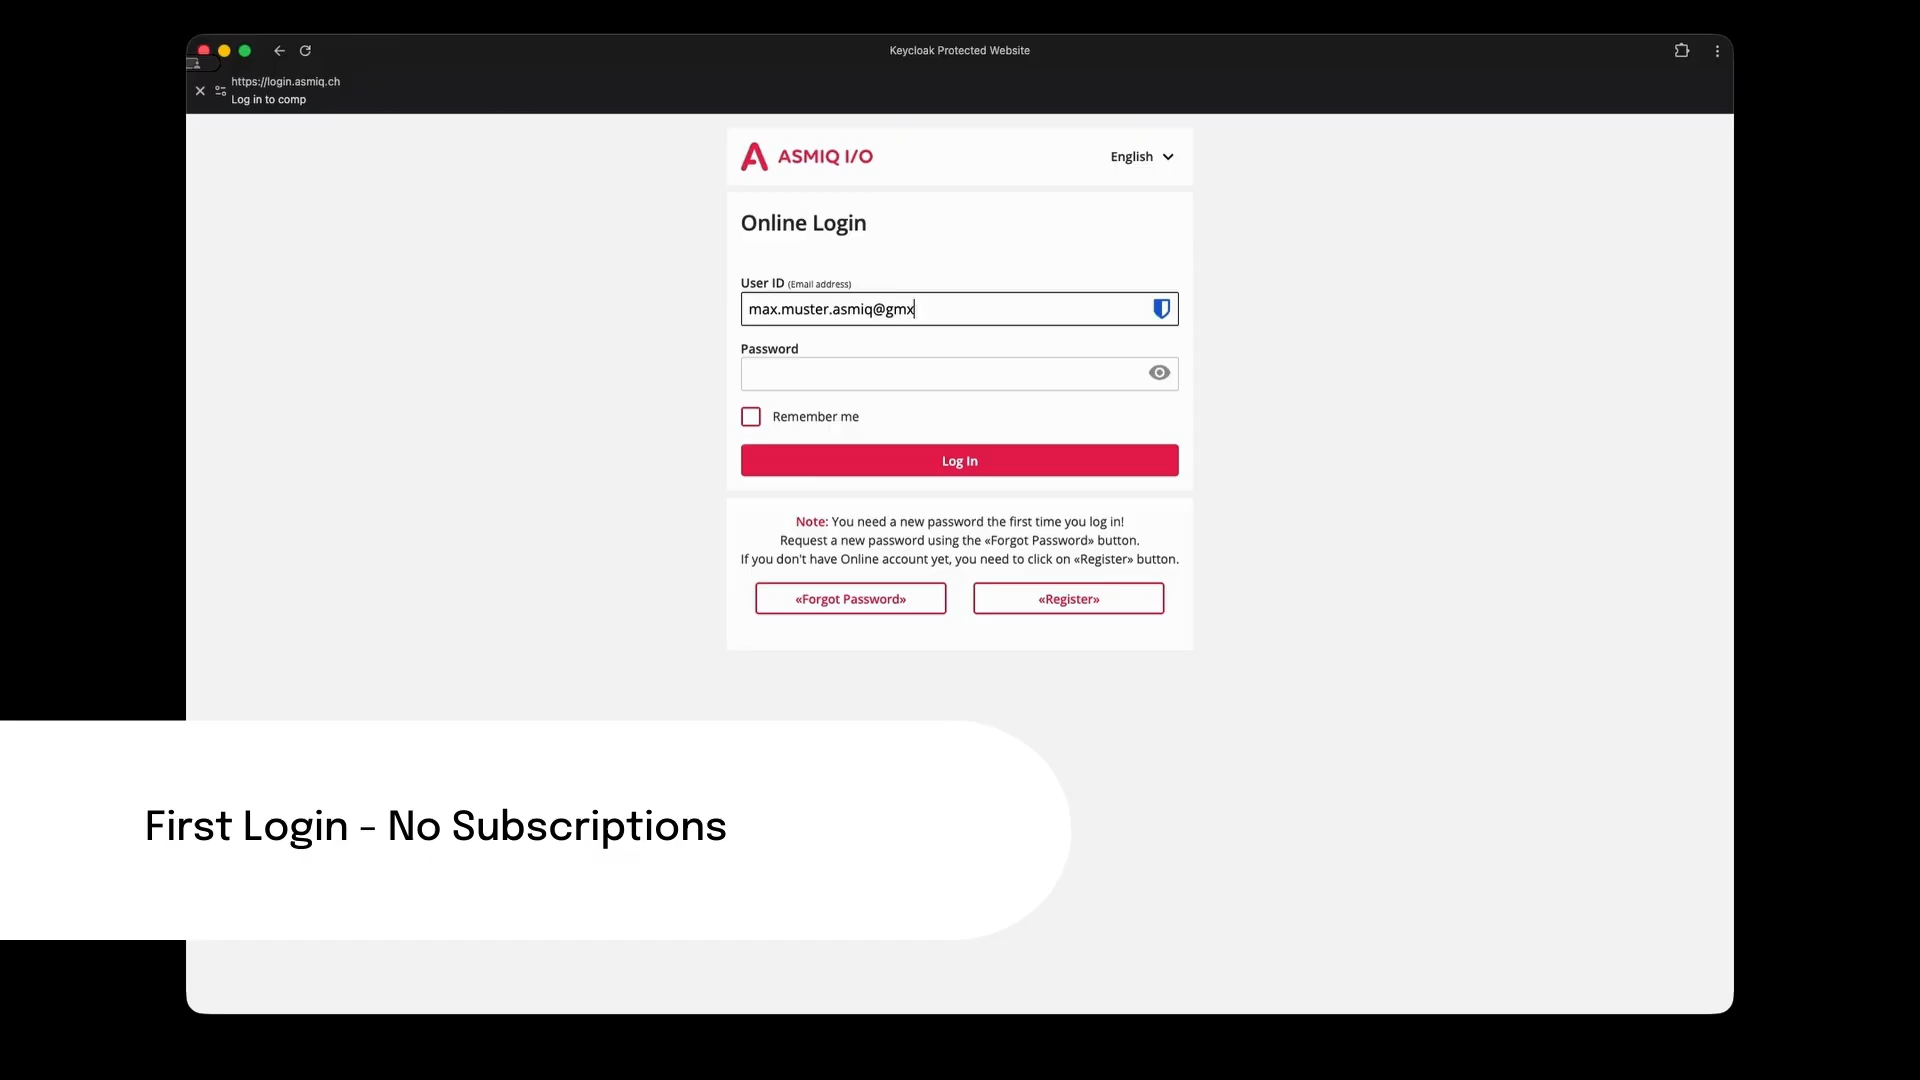 Keycloak Protected Website
https://login.asmiq.ch
Log in to comp
ASMIQ I/O
English
Online Login
User ID (Email address)
max.muster.asmiq@gmx
Password
Remember me
Log In
Note: You need a new password the first time you log in!
Request a new password using the «Forgot Password» button.
If you don't have Online account yet, you need to click on «Register» button.
«Forgot Password»
«Register»
First Login - No Subscriptions